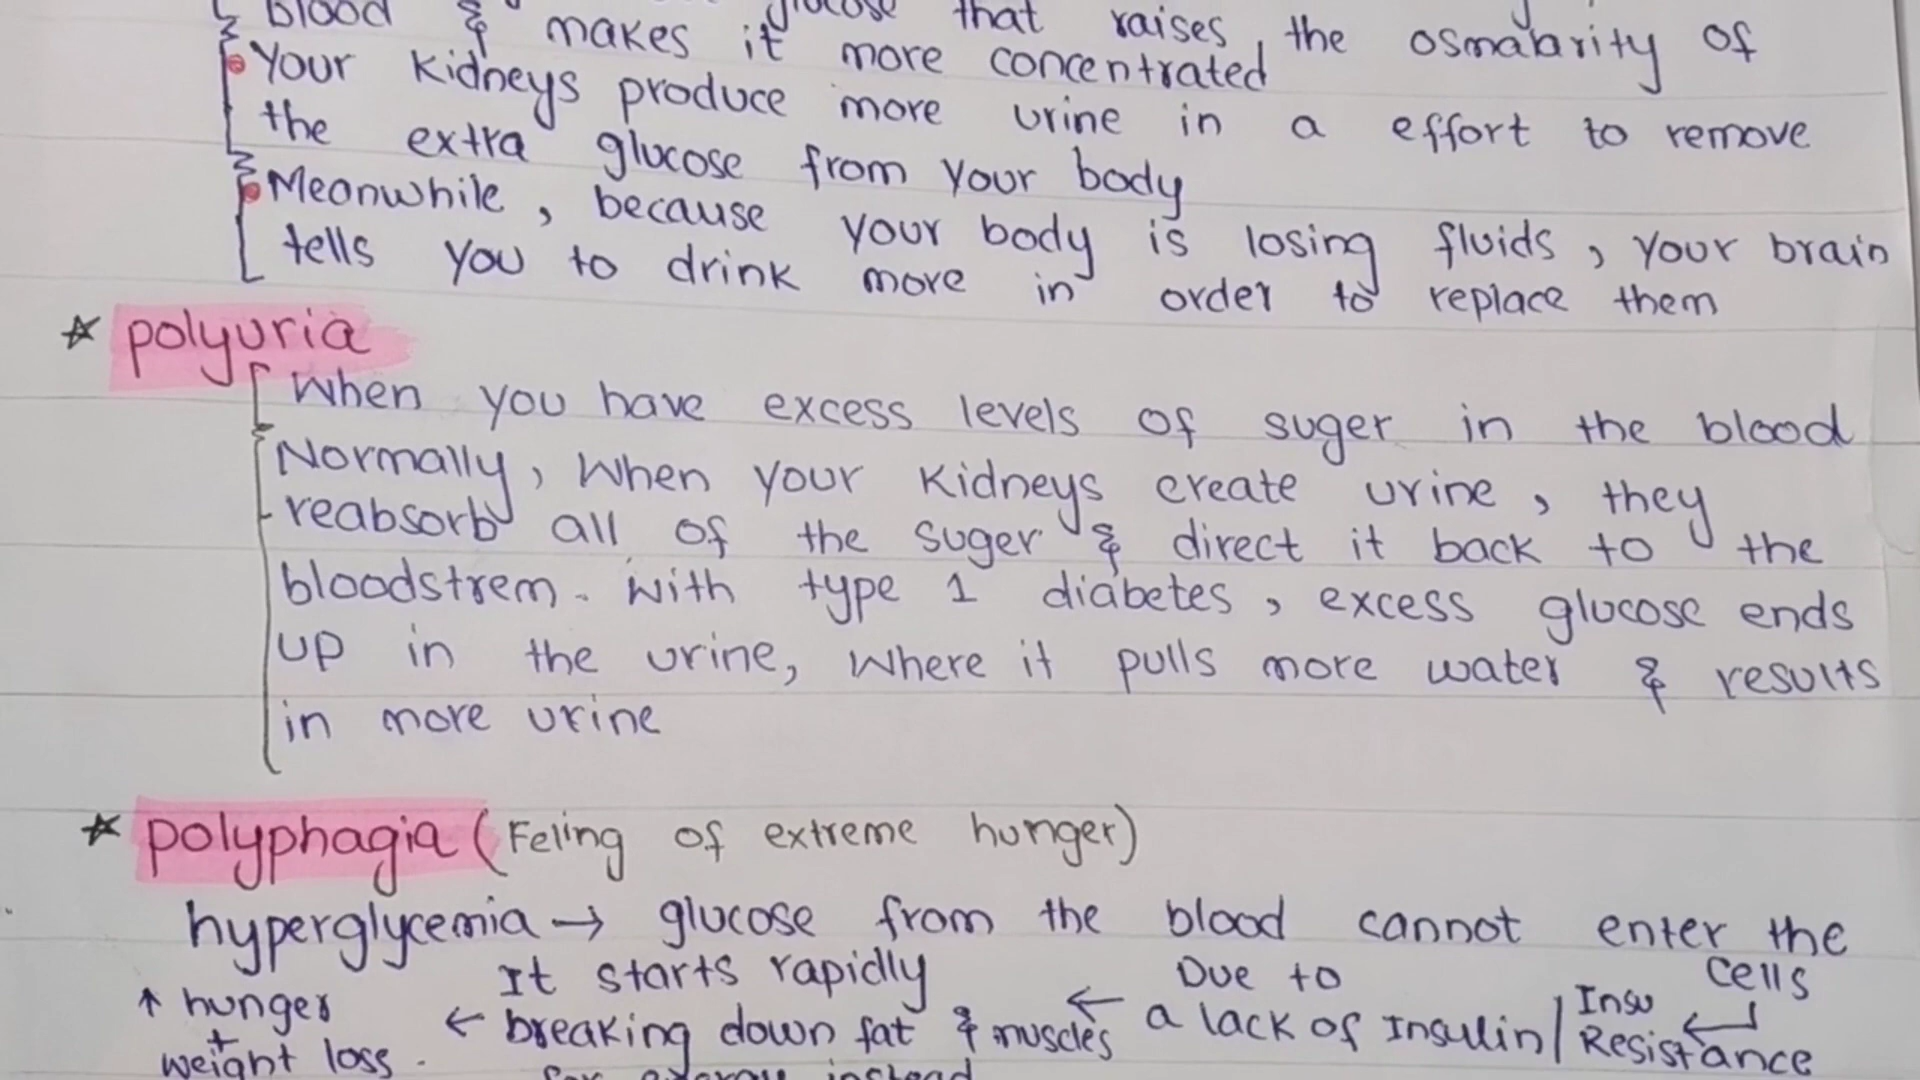 blood & glucose that raises the osmalarity of
makes it more concentrated
Your kidneys produce more urine in a effort to remove
the extra glucose from your body
Meanwhile, because your body is losing fluids, your brain
tells you to drink more in order to replace them
☆ polyuria
When you have excess levels of suger in the blood
Normally, When your kidneys create urine, they
reabsorb all of the suger & direct it back to the
bloodstrem. With type 1 diabetes, excess glucose ends
up in the urine, Where it pulls more water & results
in more urine
☆ polyphagia (Feling of extreme hunger)
hyperglycemia → glucose from the blood cannot enter the
cells
Insu Resistance
Due to a lack of Insulin /
← It starts rapidly breaking down fat & muscles
for energy instead
← ↑ hunger
+
weight loss.